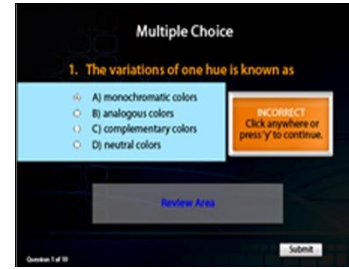 Multiple Choice
1. The variations of one hue is known as
A) monochromatic colors
B) analogous colors
C) complementary colors
D) neutral colors
INCORRECT
Click anywhere or
press 'y' to continue.
Review Area
Submit
Question 1 of 10